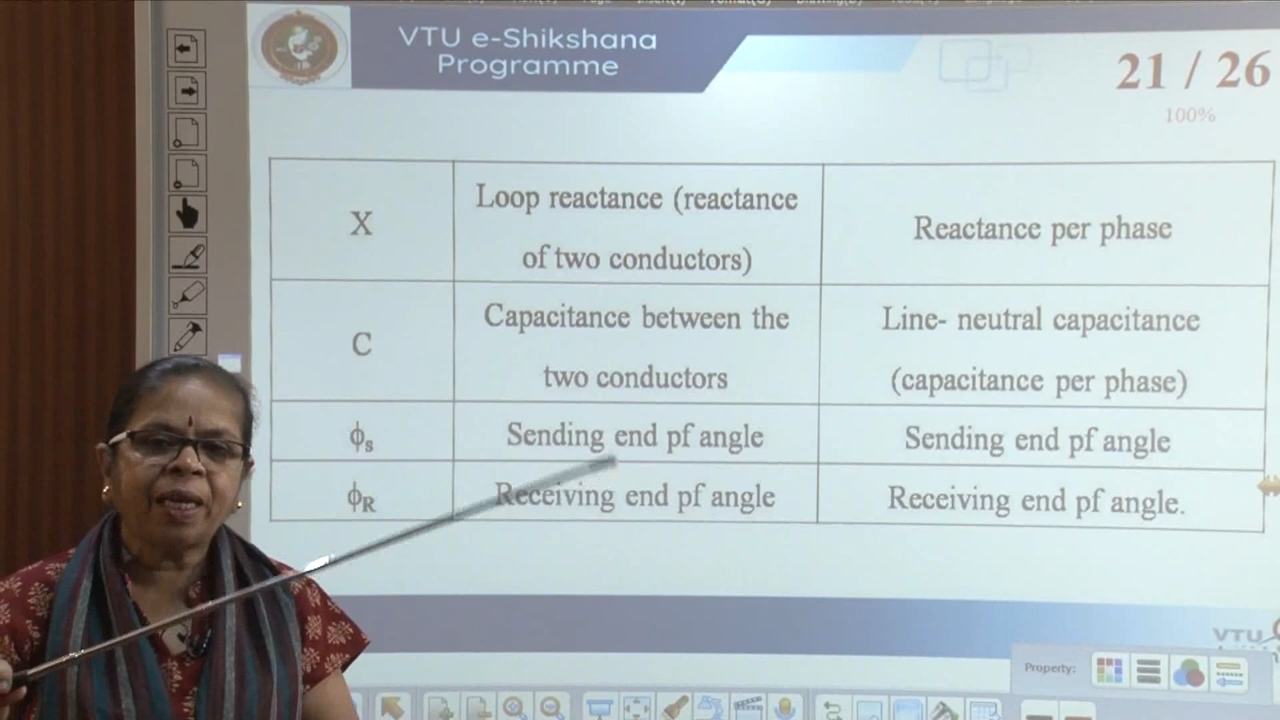 VTU e-Shikshana
Programme
21 / 26
100%
X
Loop reactance (reactance
of two conductors)
Reactance per phase
C
Capacitance between the
two conductors
Line- neutral capacitance
(capacitance per phase)
ϕs
Sending end pf angle
Sending end pf angle
ϕR
Receiving end pf angle
Receiving end pf angle.
VTU
Property: